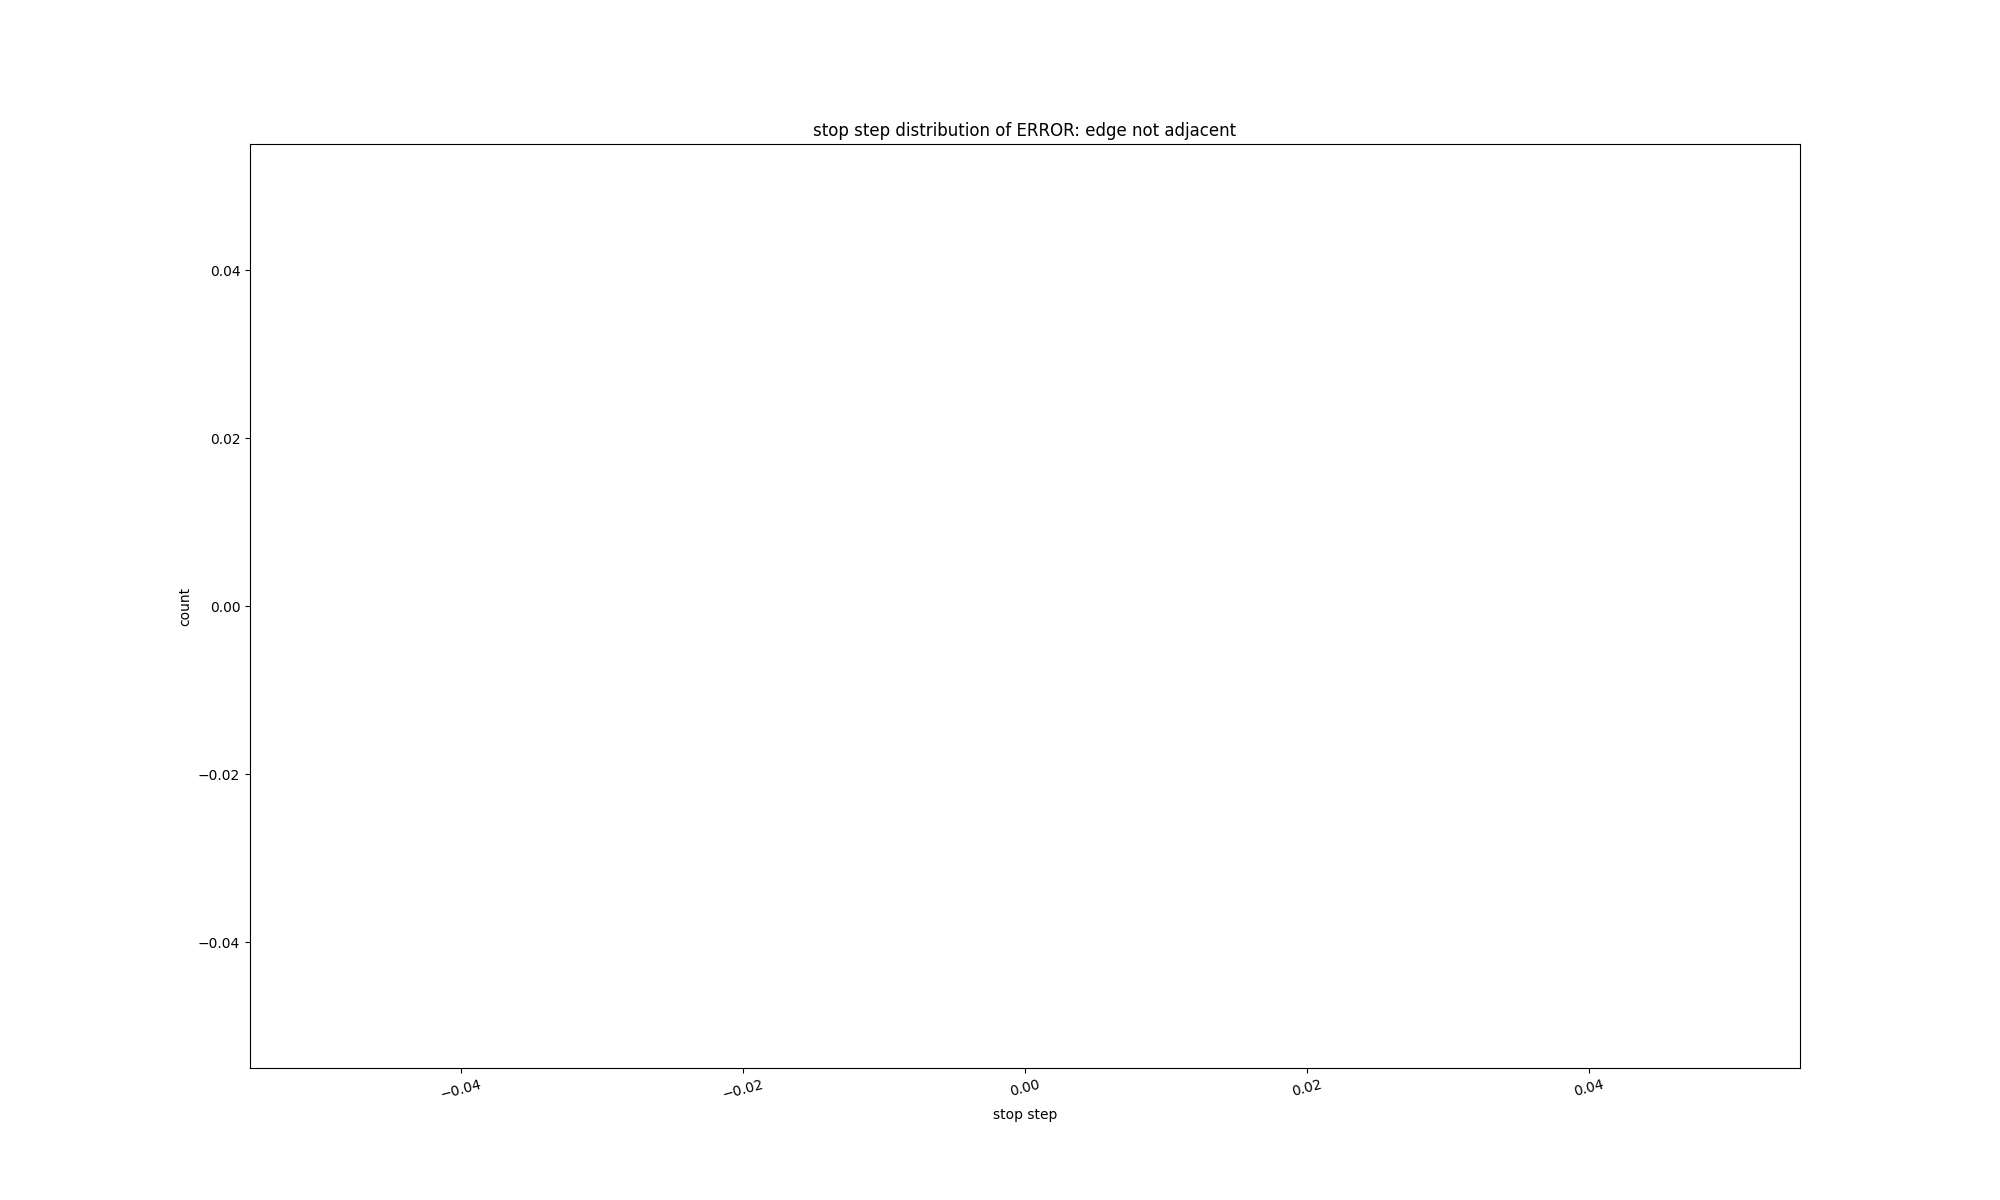 stop step distribution of ERROR: edge not adjacent
0.04
0.02
0.00
−0.02
−0.04
count
−0.04 −0.02 0.00 0.02 0.04
stop step